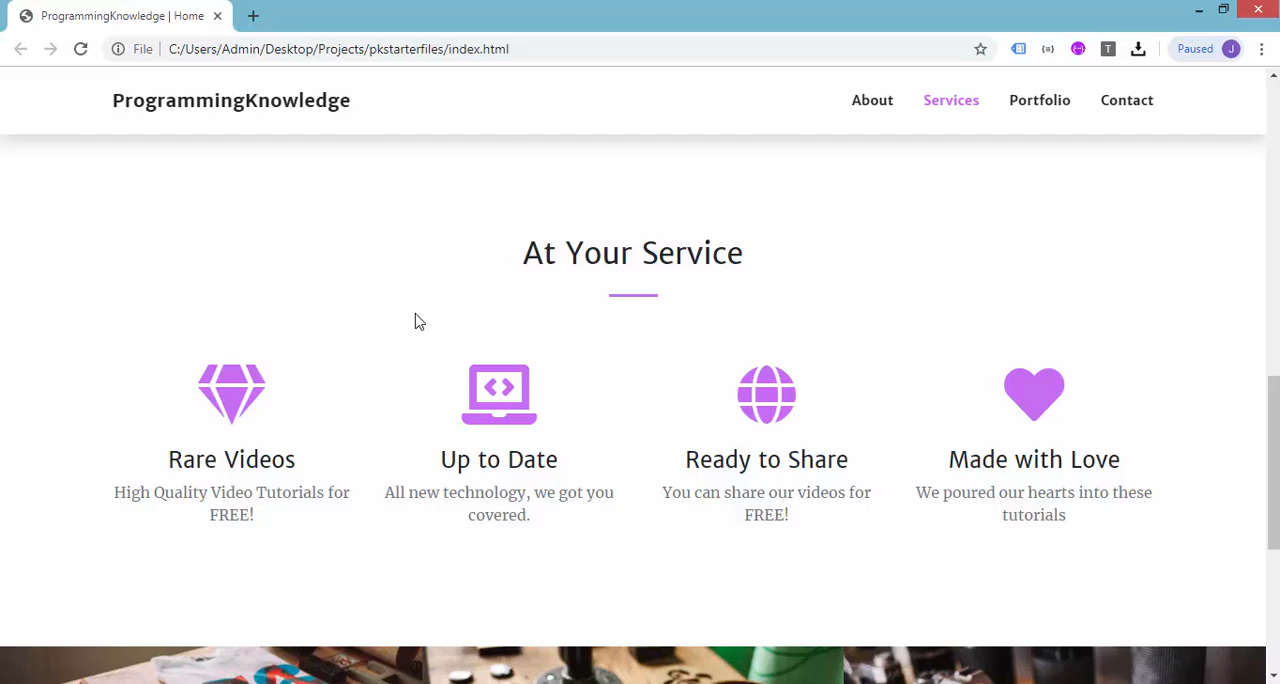 ProgrammingKnowledge | Home
File C:/Users/Admin/Desktop/Projects/pkstarterfiles/index.html
T
Paused J
ProgrammingKnowledge
About Services Portfolio Contact
At Your Service
Rare Videos
High Quality Video Tutorials for
FREE!
Up to Date
All new technology, we got you
covered.
Ready to Share
You can share our videos for
FREE!
Made with Love
We poured our hearts into these
tutorials